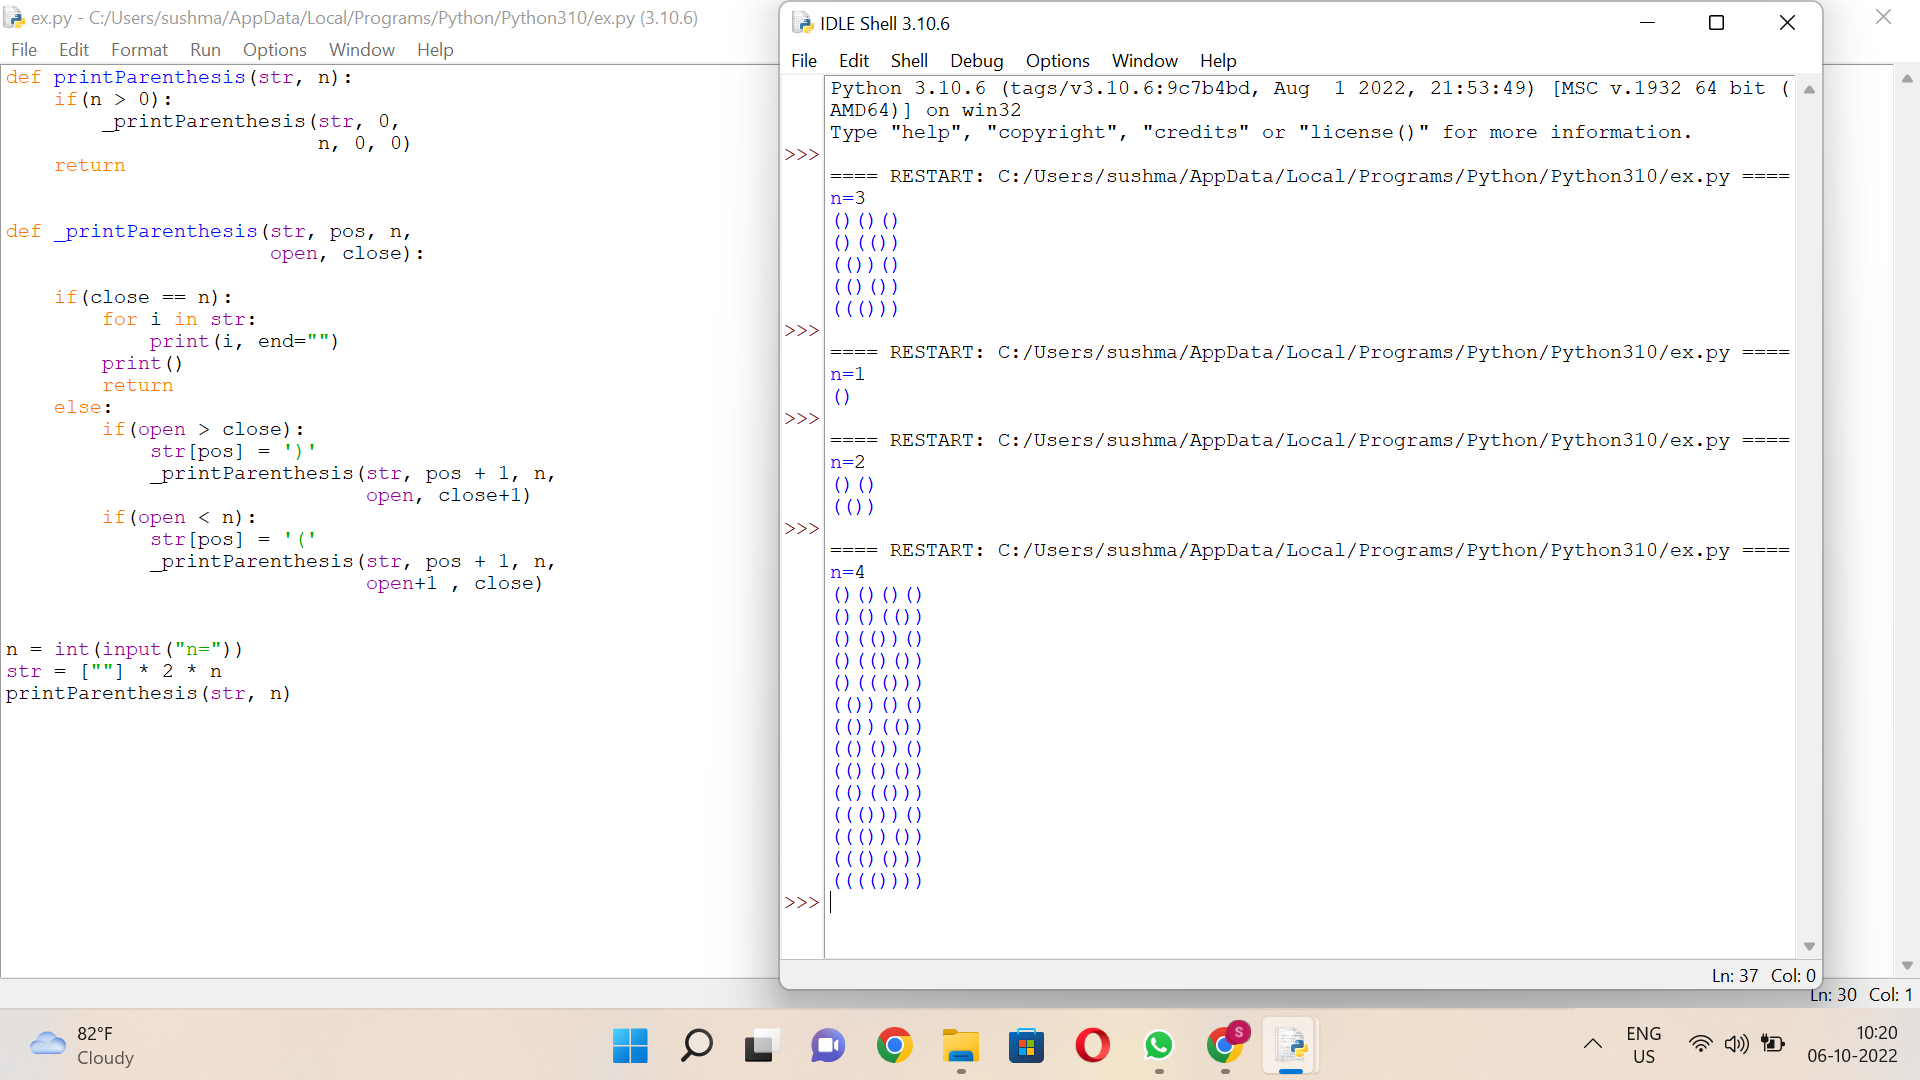 ex.py - C:/Users/sushma/AppData/Local/Programs/Python/Python310/ex.py (3.10.6)
File Edit Format Run Options Window Help
def printParenthesis(str, n):
    if(n > 0):
        _printParenthesis(str, 0,
                          n, 0, 0)
    return
def _printParenthesis(str, pos, n,
                      open, close):
    if(close == n):
        for i in str:
            print(i, end="")
        print()
        return
    else:
        if(open > close):
            str[pos] = ')'
            _printParenthesis(str, pos + 1, n,
                              open, close+1)
        if(open < n):
            str[pos] = '('
            _printParenthesis(str, pos + 1, n,
                              open+1 , close)
n = int(input("n="))
str = [""] * 2 * n
printParenthesis(str, n)
IDLE Shell 3.10.6
File Edit Shell Debug Options Window Help
Python 3.10.6 (tags/v3.10.6:9c7b4bd, Aug  1 2022, 21:53:49) [MSC v.1932 64 bit (
AMD64)] on win32
Type "help", "copyright", "credits" or "license()" for more information.
>>>
==== RESTART: C:/Users/sushma/AppData/Local/Programs/Python/Python310/ex.py ====
n=3
()()()
()(())
(())()
(()())
((()))
>>>
==== RESTART: C:/Users/sushma/AppData/Local/Programs/Python/Python310/ex.py ====
n=1
()
>>>
==== RESTART: C:/Users/sushma/AppData/Local/Programs/Python/Python310/ex.py ====
n=2
()()
(())
>>>
==== RESTART: C:/Users/sushma/AppData/Local/Programs/Python/Python310/ex.py ====
n=4
()()()()
()()(())
()(())()
()(()())
()((()))
(())()()
(())(())
(()())()
(()()())
(()(()))
((()))()
((())())
((()()))
(((())))
>>>
Ln: 37 Col: 0
Ln: 30 Col: 1
82°F
Cloudy
S
ENG
US
10:20
06-10-2022